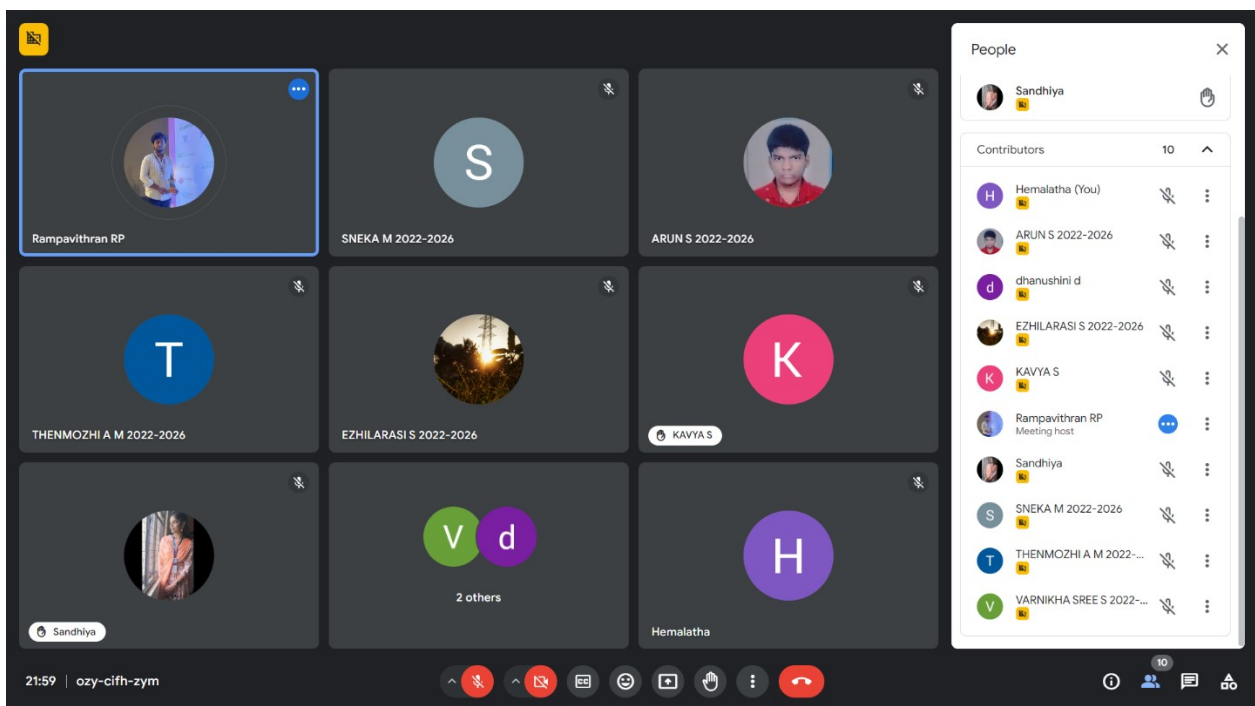 Rampavithran RP
S
SNEKA M 2022-2026
ARUN S 2022-2026
T
THENMOZHI A M 2022-2026
EZHILARASI S 2022-2026
K
KAVYA S
Sandhiya
V d
2 others
H
Hemalatha
People
Sandhiya
Contributors 10
H Hemalatha (You)
ARUN S 2022-2026
d dhanushini d
EZHILARASI S 2022-2026
K KAVYA S
Rampavithran RP
Meeting host
Sandhiya
S SNEKA M 2022-2026
T THENMOZHI A M 2022-...
V VARNIKHA SREE S 2022-...
21:59 | ozy-cifh-zym
CC
10